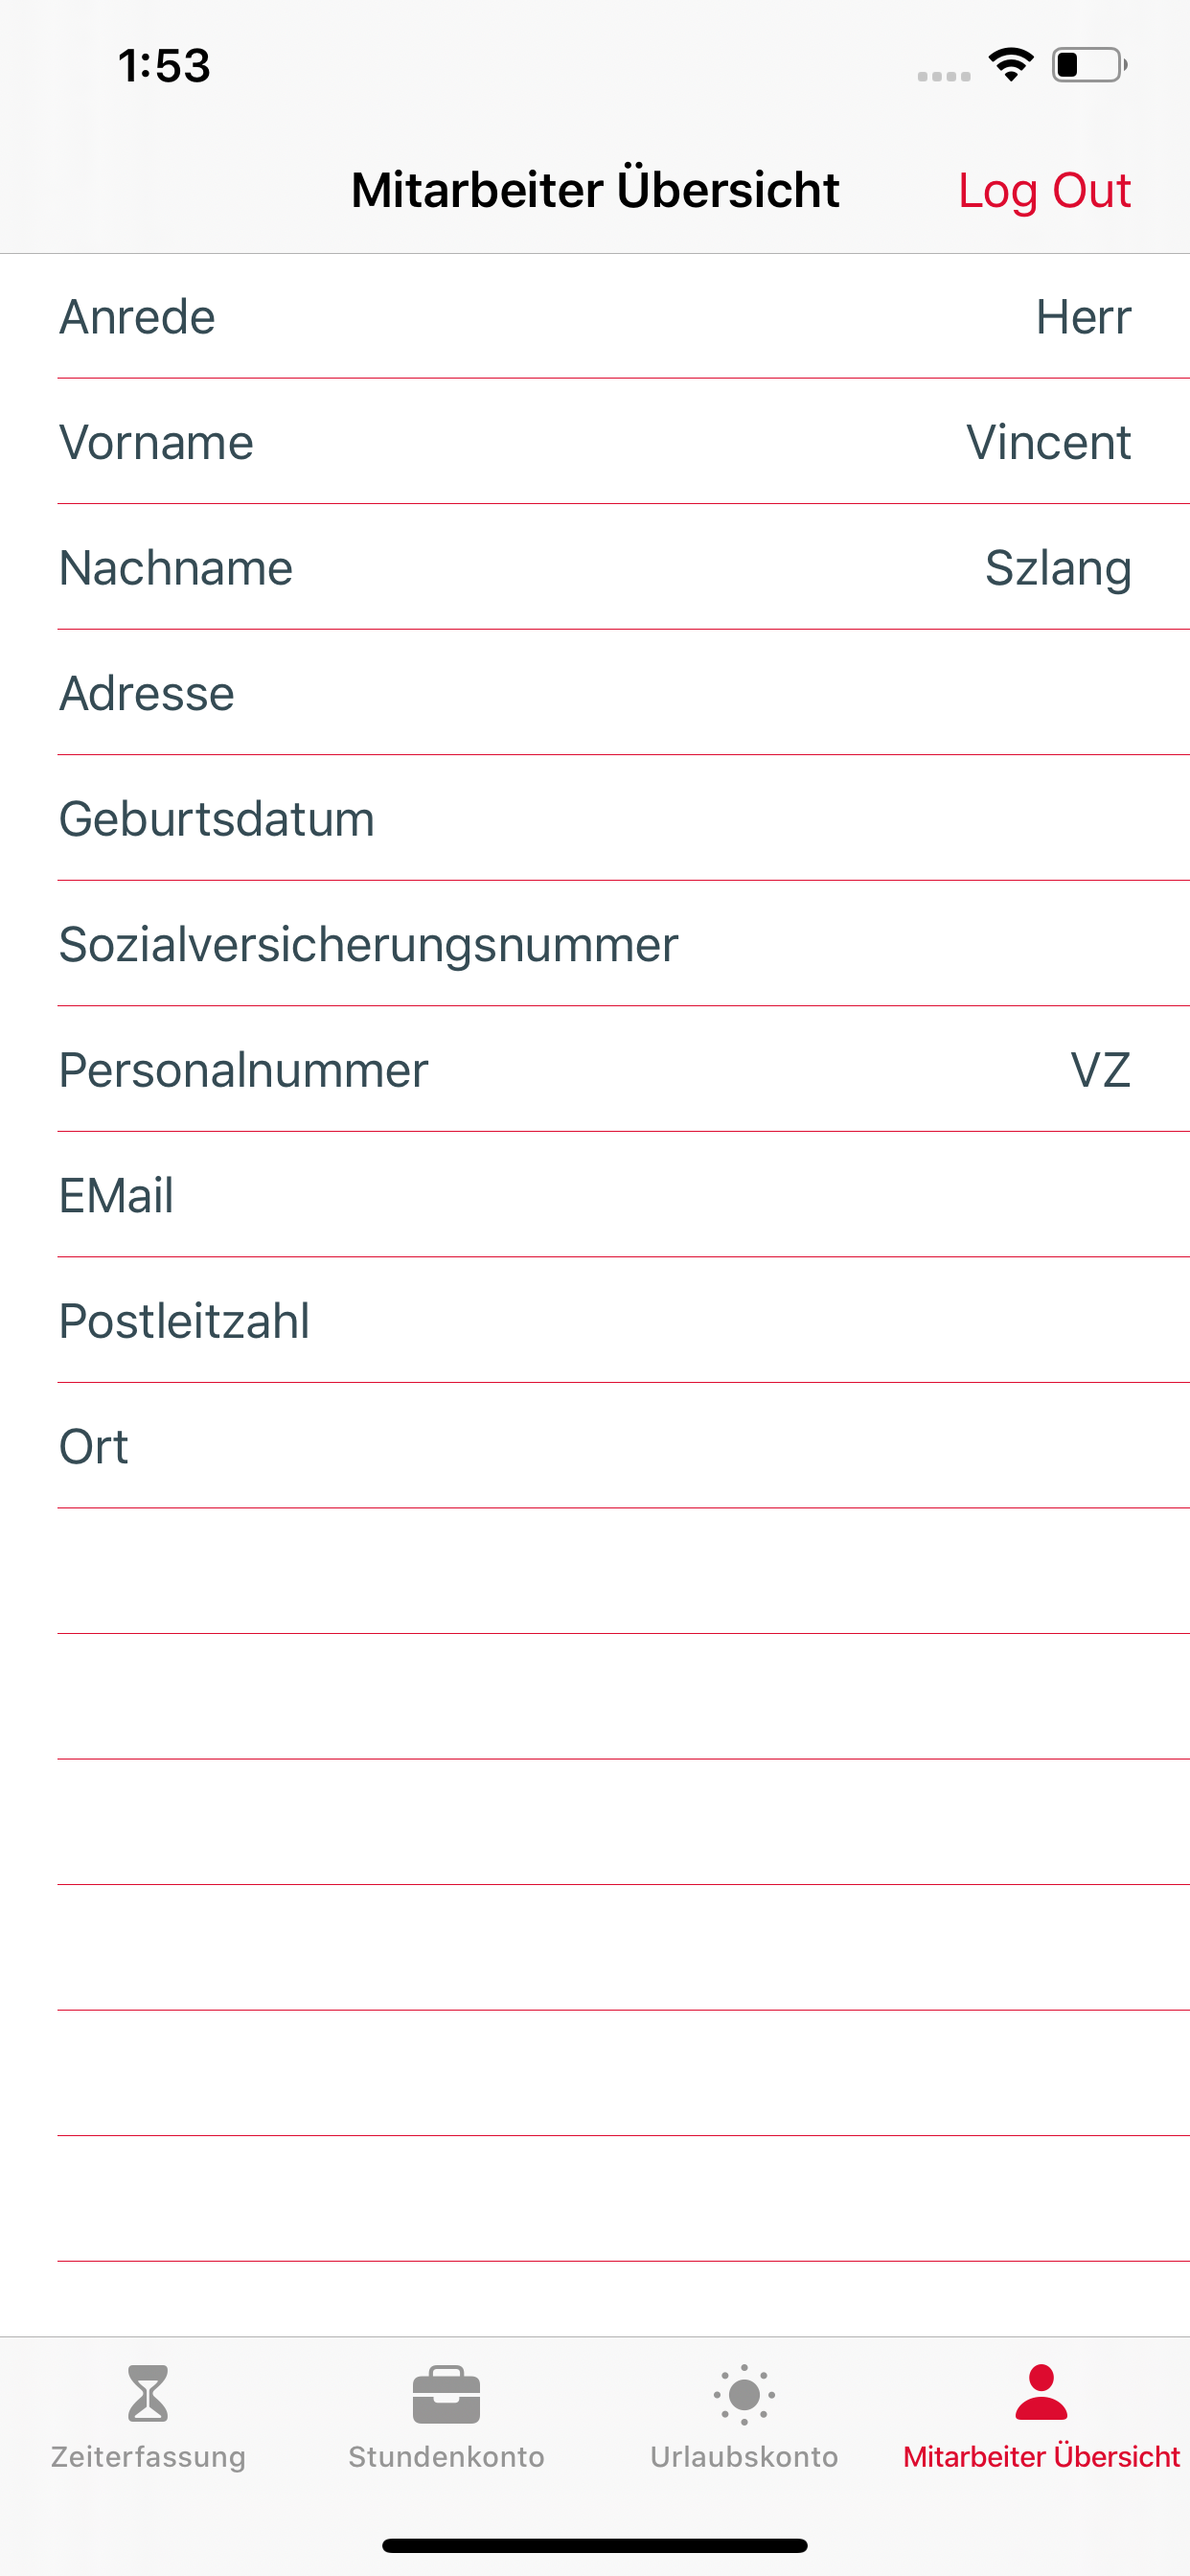 1:53
Mitarbeiter Übersicht Log Out
Anrede Herr
Vorname Vincent
Nachname Szlang
Adresse
Geburtsdatum
Sozialversicherungsnummer
Personalnummer VZ
EMail
Postleitzahl
Ort
Zeiterfassung Stundenkonto Urlaubskonto Mitarbeiter Übersicht